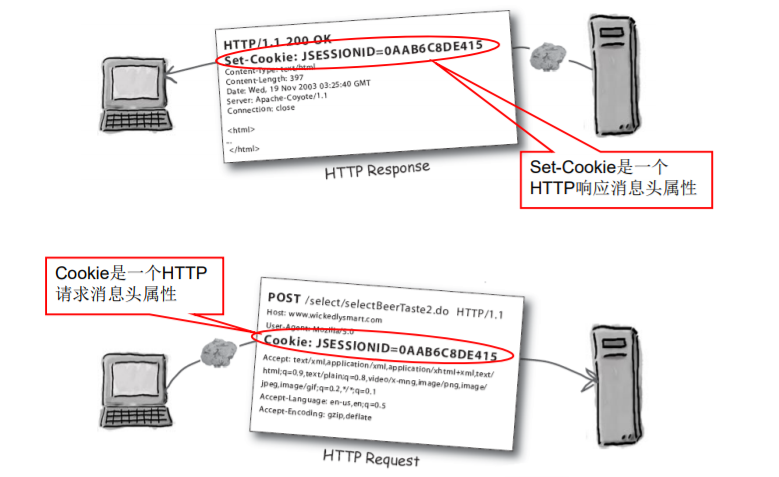 HTTP/1.1 200 OK
Set-Cookie: JSESSIONID=0AAB6C8DE415
Content-Type: text/html
Content-Length: 397
Date: Wed, 19 Nov 2003 03:25:40 GMT
Server: Apache-Coyote/1.1
Connection: close
<html>
...
</html>
HTTP Response
Set-Cookie是一个
HTTP响应消息头属性
Cookie是一个HTTP
请求消息头属性
POST /select/selectBeerTaste2.do HTTP/1.1
Host: www.wickedlysmart.com
User-Agent: Mozilla/5.0
Cookie: JSESSIONID=0AAB6C8DE415
Accept: text/xml,application/xml,application/xhtml+xml,text/
html;q=0.9,text/plain;q=0.8,video/x-mng,image/png,image/
jpeg,image/gif;q=0.2,*/*;q=0.1
Accept-Language: en-us,en;q=0.5
Accept-Encoding: gzip,deflate
HTTP Request